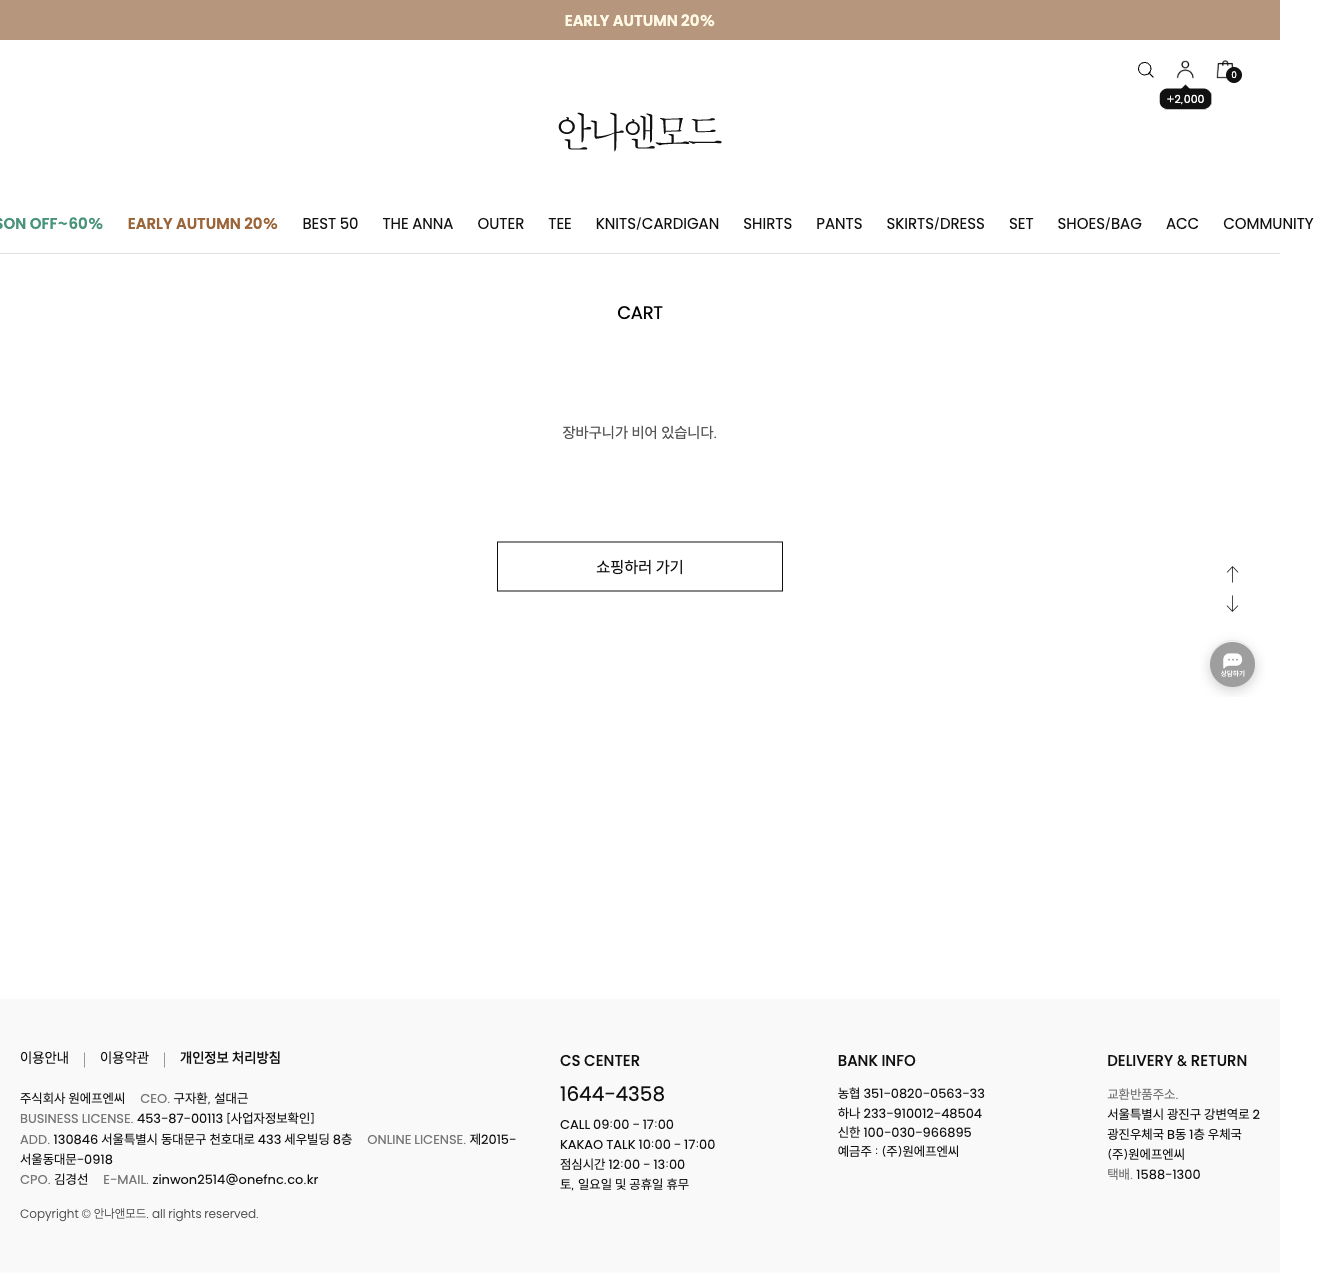 EARLY AUTUMN 20%
0
+2,000
안나앤모드
SON OFF~60% EARLY AUTUMN 20% BEST 50 THE ANNA OUTER TEE KNITS/CARDIGAN SHIRTS PANTS SKIRTS/DRESS SET SHOES/BAG ACC COMMUNITY
CART
장바구니가 비어 있습니다.
쇼핑하러 가기
상담하기
이용안내 이용약관 개인정보 처리방침
주식회사 원에프엔씨 CEO. 구자환, 설대근
BUSINESS LICENSE. 453-87-00113 [사업자정보확인]
ADD. 130846 서울특별시 동대문구 천호대로 433 세우빌딩 8층 ONLINE LICENSE. 제2015-
서울동대문-0918
CPO. 김경선 E-MAIL. zinwon2514@onefnc.co.kr
Copyright © 안나앤모드. all rights reserved.
CS CENTER
1644-4358
CALL 09:00 - 17:00
KAKAO TALK 10:00 - 17:00
점심시간 12:00 - 13:00
토, 일요일 및 공휴일 휴무
BANK INFO
농협 351-0820-0563-33
하나 233-910012-48504
신한 100-030-966895
예금주 : (주)원에프엔씨
DELIVERY & RETURN
교환반품주소.
서울특별시 광진구 강변역로 2
광진우체국 B동 1층 우체국
(주)원에프엔씨
택배. 1588-1300